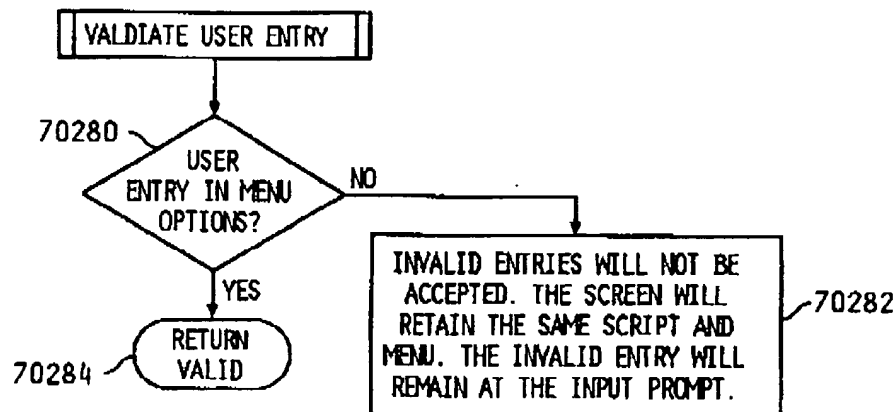 VALDIATE USER ENTRY
70280
USER
ENTRY IN MENU
OPTIONS?
NO
YES
RETURN
VALID
70284
INVALID ENTRIES WILL NOT BE
ACCEPTED. THE SCREEN WILL
RETAIN THE SAME SCRIPT AND
MENU. THE INVALID ENTRY WILL
REMAIN AT THE INPUT PROMPT.
70282